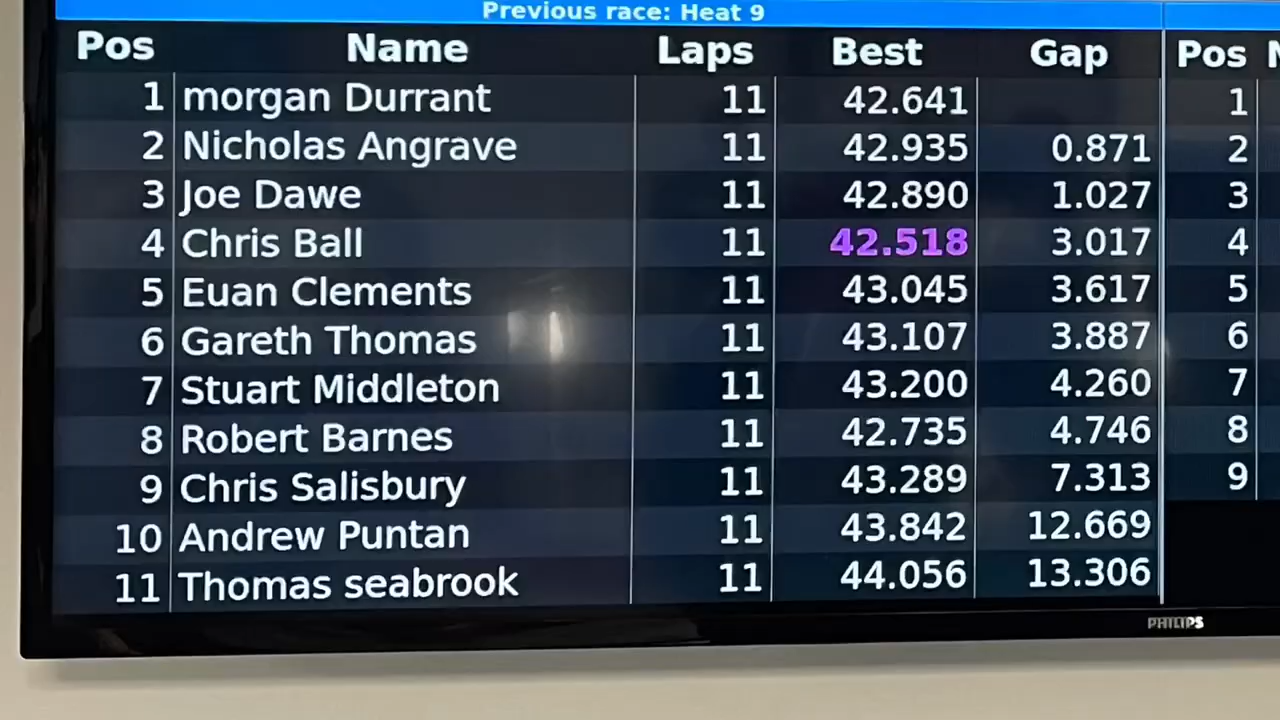 Previous race: Heat 9
Pos Name Laps Best Gap Pos
1 morgan Durrant 11 42.641 1
2 Nicholas Angrave 11 42.935 0.871 2
3 Joe Dawe 11 42.890 1.027 3
4 Chris Ball 11 42.518 3.017 4
5 Euan Clements 11 43.045 3.617 5
6 Gareth Thomas 11 43.107 3.887 6
7 Stuart Middleton 11 43.200 4.260 7
8 Robert Barnes 11 42.735 4.746 8
9 Chris Salisbury 11 43.289 7.313 9
10 Andrew Puntan 11 43.842 12.669
11 Thomas seabrook 11 44.056 13.306
PHILIPS